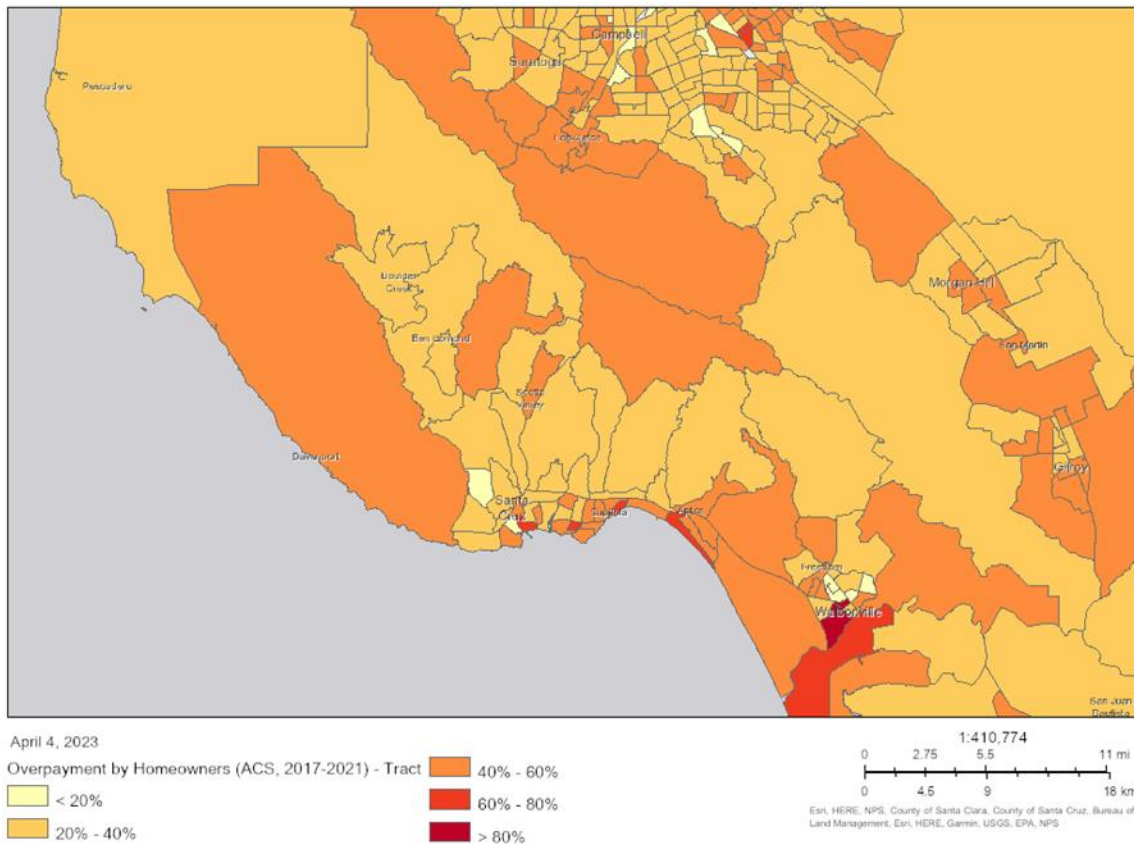 Campbell
Saratoga
Pescadero
Los Gatos
Boulder
Creek
Morgan Hill
Ben Lomond
San Martin
Scotts
Valley
Davenport
Gilroy
Santa
Cruz
Capitola
Aptos
Freedom
Watsonville
San Juan
Bautista
April 4, 2023
Overpayment by Homeowners (ACS, 2017-2021) - Tract
< 20%
20% - 40%
40% - 60%
60% - 80%
> 80%
1:410,774
0 2.75 5.5 11 mi
0 4.5 9 18 km
Esri, HERE, NPS, County of Santa Clara, County of Santa Cruz, Bureau of
Land Management, Esri, HERE, Garmin, USGS, EPA, NPS